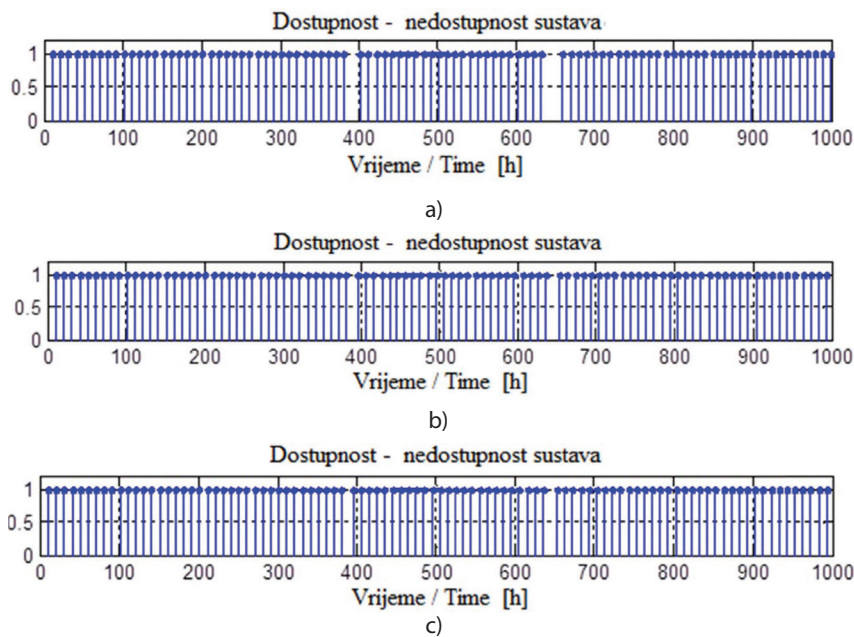 Dostupnost - nedostupnost sustava
1
0.5
0
0 100 200 300 400 500 600 700 800 900 1000
Vrijeme / Time [h]
a)
Dostupnost - nedostupnost sustava
1
0.5
0
0 100 200 300 400 500 600 700 800 900 1000
Vrijeme / Time [h]
b)
Dostupnost - nedostupnost sustava
1
0.5
0
0 100 200 300 400 500 600 700 800 900 1000
Vrijeme / Time [h]
c)